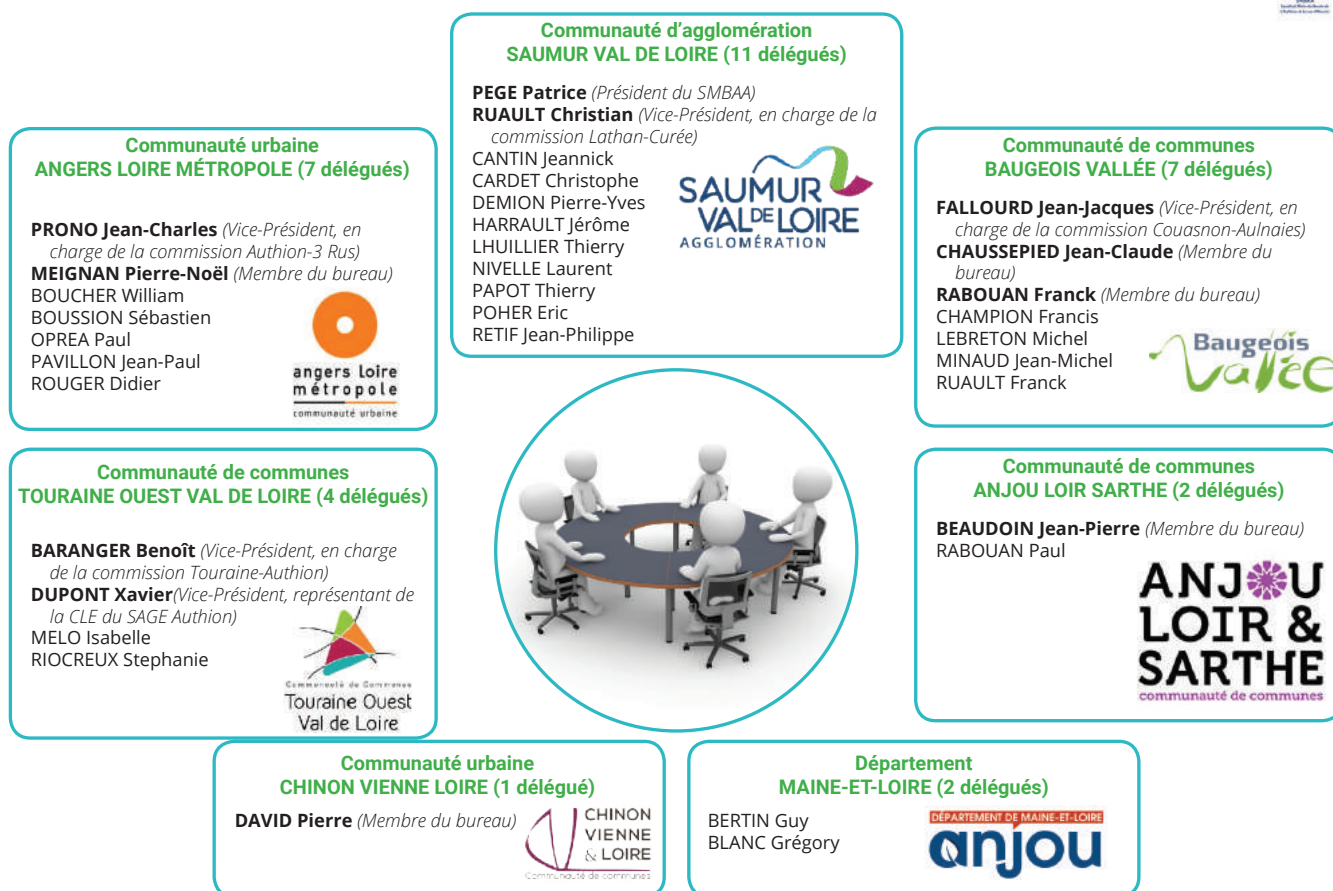 Communauté d'agglomération
SAUMUR VAL DE LOIRE (11 délégués)
PEGE Patrice (Président du SMBAA)
RUAULT Christian (Vice-Président, en charge de la
commission Lathan-Curée)
CANTIN Jeannick
CARDET Christophe
DEMION Pierre-Yves
HARRAULT Jérôme
LHUILLIER Thierry
NIVELLE Laurent
PAPOT Thierry
POHER Eric
RETIF Jean-Philippe
SAUMUR
VAL DE LOIRE
AGGLOMÉRATION
Communauté urbaine
ANGERS LOIRE MÉTROPOLE (7 délégués)
PRONO Jean-Charles (Vice-Président, en
charge de la commission Authion-3 Rus)
MEIGNAN Pierre-Noël (Membre du bureau)
BOUCHER William
BOUSSION Sébastien
OPREA Paul
PAVILLON Jean-Paul
ROUGER Didier
angers Loire
métropole
communauté urbaine
Communauté de communes
BAUGEOIS VALLÉE (7 délégués)
FALLOURD Jean-Jacques (Vice-Président, en
charge de la commission Couasnon-Aulnaies)
CHAUSSEPIED Jean-Claude (Membre du
bureau)
RABOUAN Franck (Membre du bureau)
CHAMPION Francis
LEBRETON Michel
MINAUD Jean-Michel
RUAULT Franck
Baugeois
Vallée
Communauté de communes
TOURAINE OUEST VAL DE LOIRE (4 délégués)
BARANGER Benoît (Vice-Président, en charge
de la commission Touraine-Authion)
DUPONT Xavier(Vice-Président, représentant de
la CLE du SAGE Authion)
MELO Isabelle
RIOCREUX Stephanie
Communauté de Communes
Touraine Ouest
Val de Loire
Communauté de communes
ANJOU LOIR SARTHE (2 délégués)
BEAUDOIN Jean-Pierre (Membre du bureau)
RABOUAN Paul
ANJOU
LOIR &
SARTHE
communauté de communes
Communauté urbaine
CHINON VIENNE LOIRE (1 délégué)
DAVID Pierre (Membre du bureau)
CHINON
VIENNE
& LOIRE
Communauté de communes
Département
MAINE-ET-LOIRE (2 délégués)
BERTIN Guy
BLANC Grégory
DÉPARTEMENT DE MAINE-ET-LOIRE
anjou